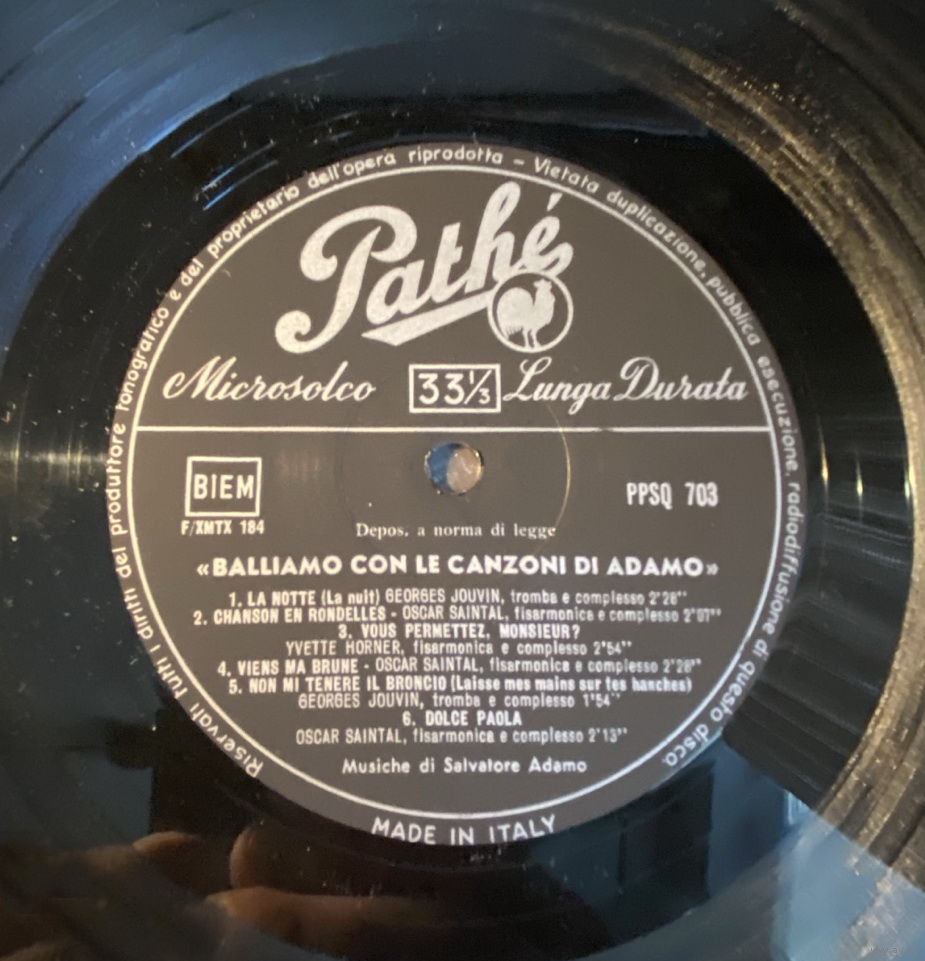 Riservati tutti i diritti del produttore fonografico e del proprietario dell'opera riprodotta – Vietata duplicazione, pubblica esecuzione, radiodiffusione di questo disco.
Pathé
Microsolco 33⅓ Lunga Durata
BIEM
PPSQ 703
F/XMTX 184
Depos. a norma di legge
«BALLIAMO CON LE CANZONI DI ADAMO»
1. LA NOTTE (La nuit) GEORGES JOUVIN, tromba e complesso 2'28''
2. CHANSON EN RONDELLES - OSCAR SAINTAL, fisarmonica e complesso 2'07''
3. VOUS PERMETTEZ, MONSIEUR?
YVETTE HORNER, fisarmonica e complesso 2'54''
4. VIENS MA BRUNE - OSCAR SAINTAL, fisarmonica e complesso 2'28''
5. NON MI TENERE IL BRONCIO (Laisse mes mains sur tes hanches)
GEORGES JOUVIN, tromba e complesso 1'54''
6. DOLCE PAOLA
OSCAR SAINTAL, fisarmonica e complesso 2'13''
Musiche di Salvatore Adamo
MADE IN ITALY